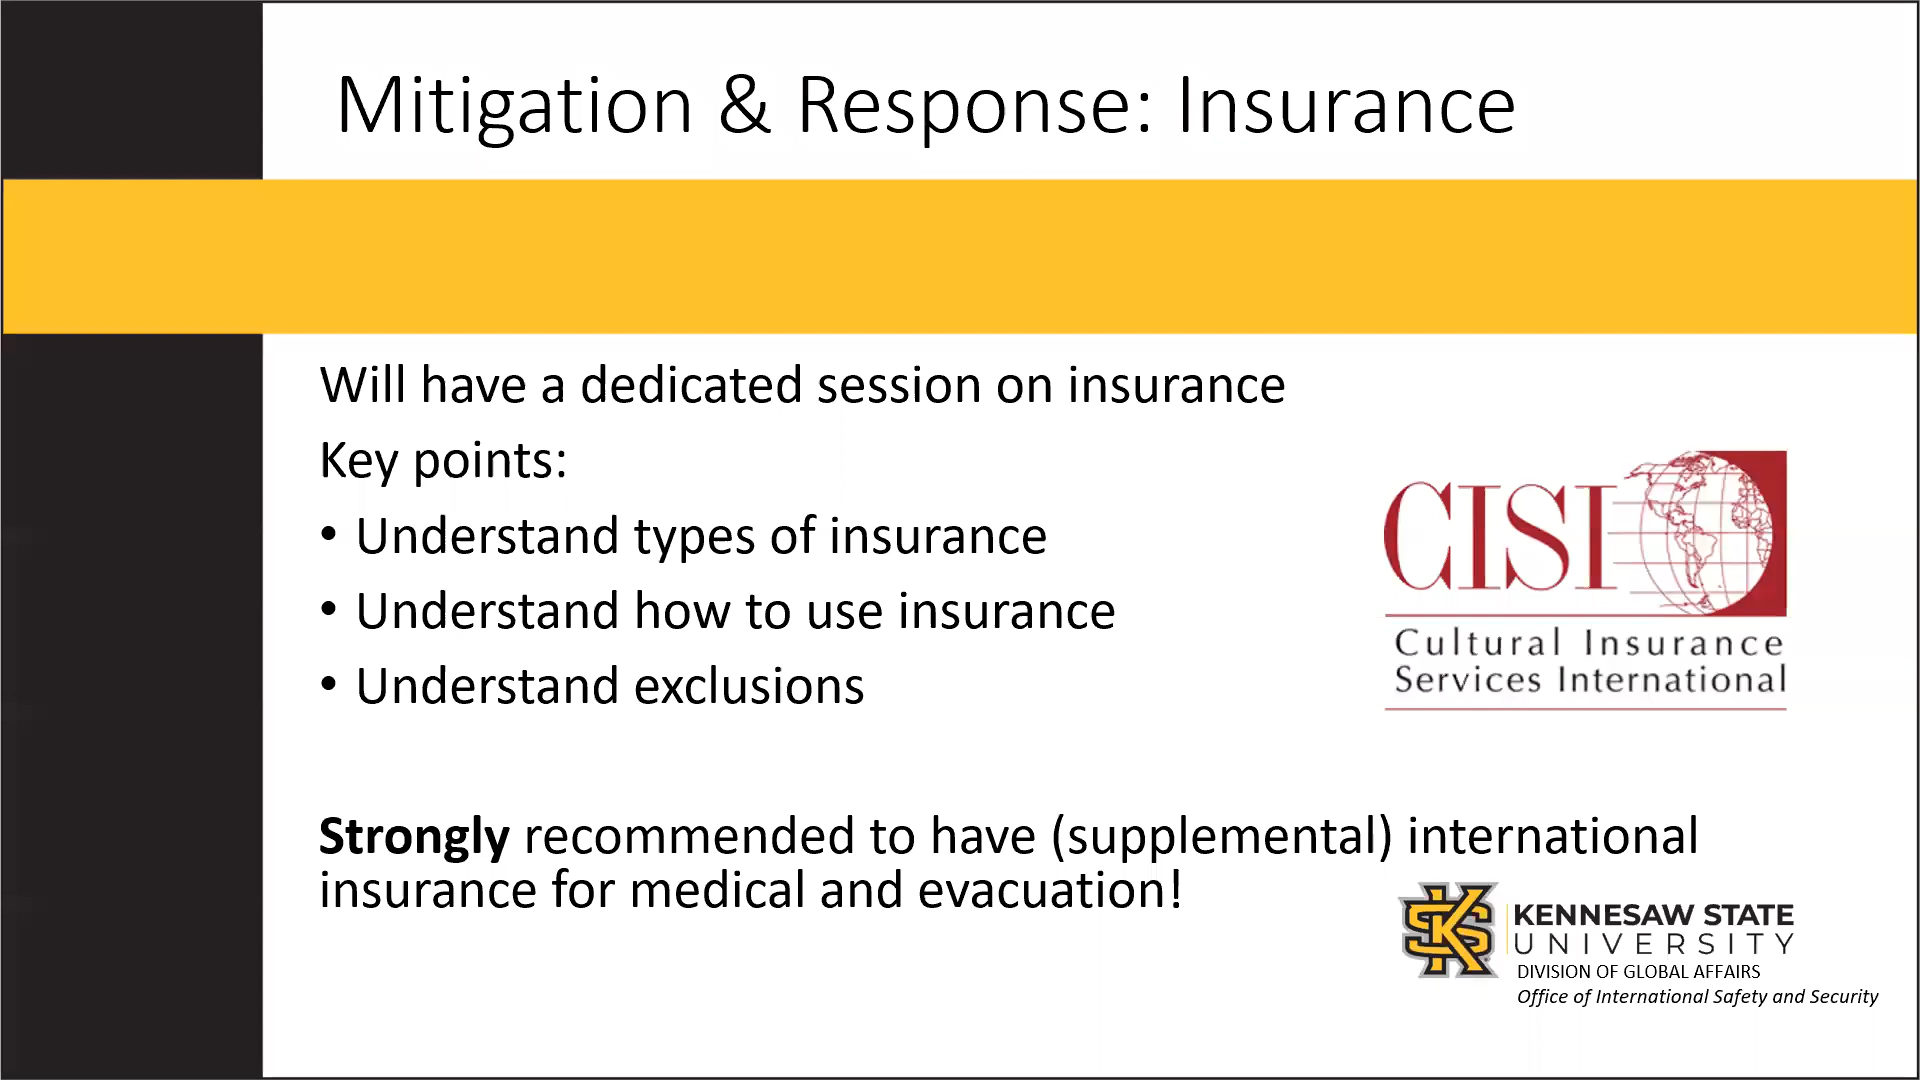 Mitigation & Response: Insurance
Will have a dedicated session on insurance
Key points:
• Understand types of insurance
• Understand how to use insurance
• Understand exclusions
CISI
Cultural Insurance
Services International
Strongly recommended to have (supplemental) international
insurance for medical and evacuation!
KS
KENNESAW STATE
UNIVERSITY
DIVISION OF GLOBAL AFFAIRS
Office of International Safety and Security